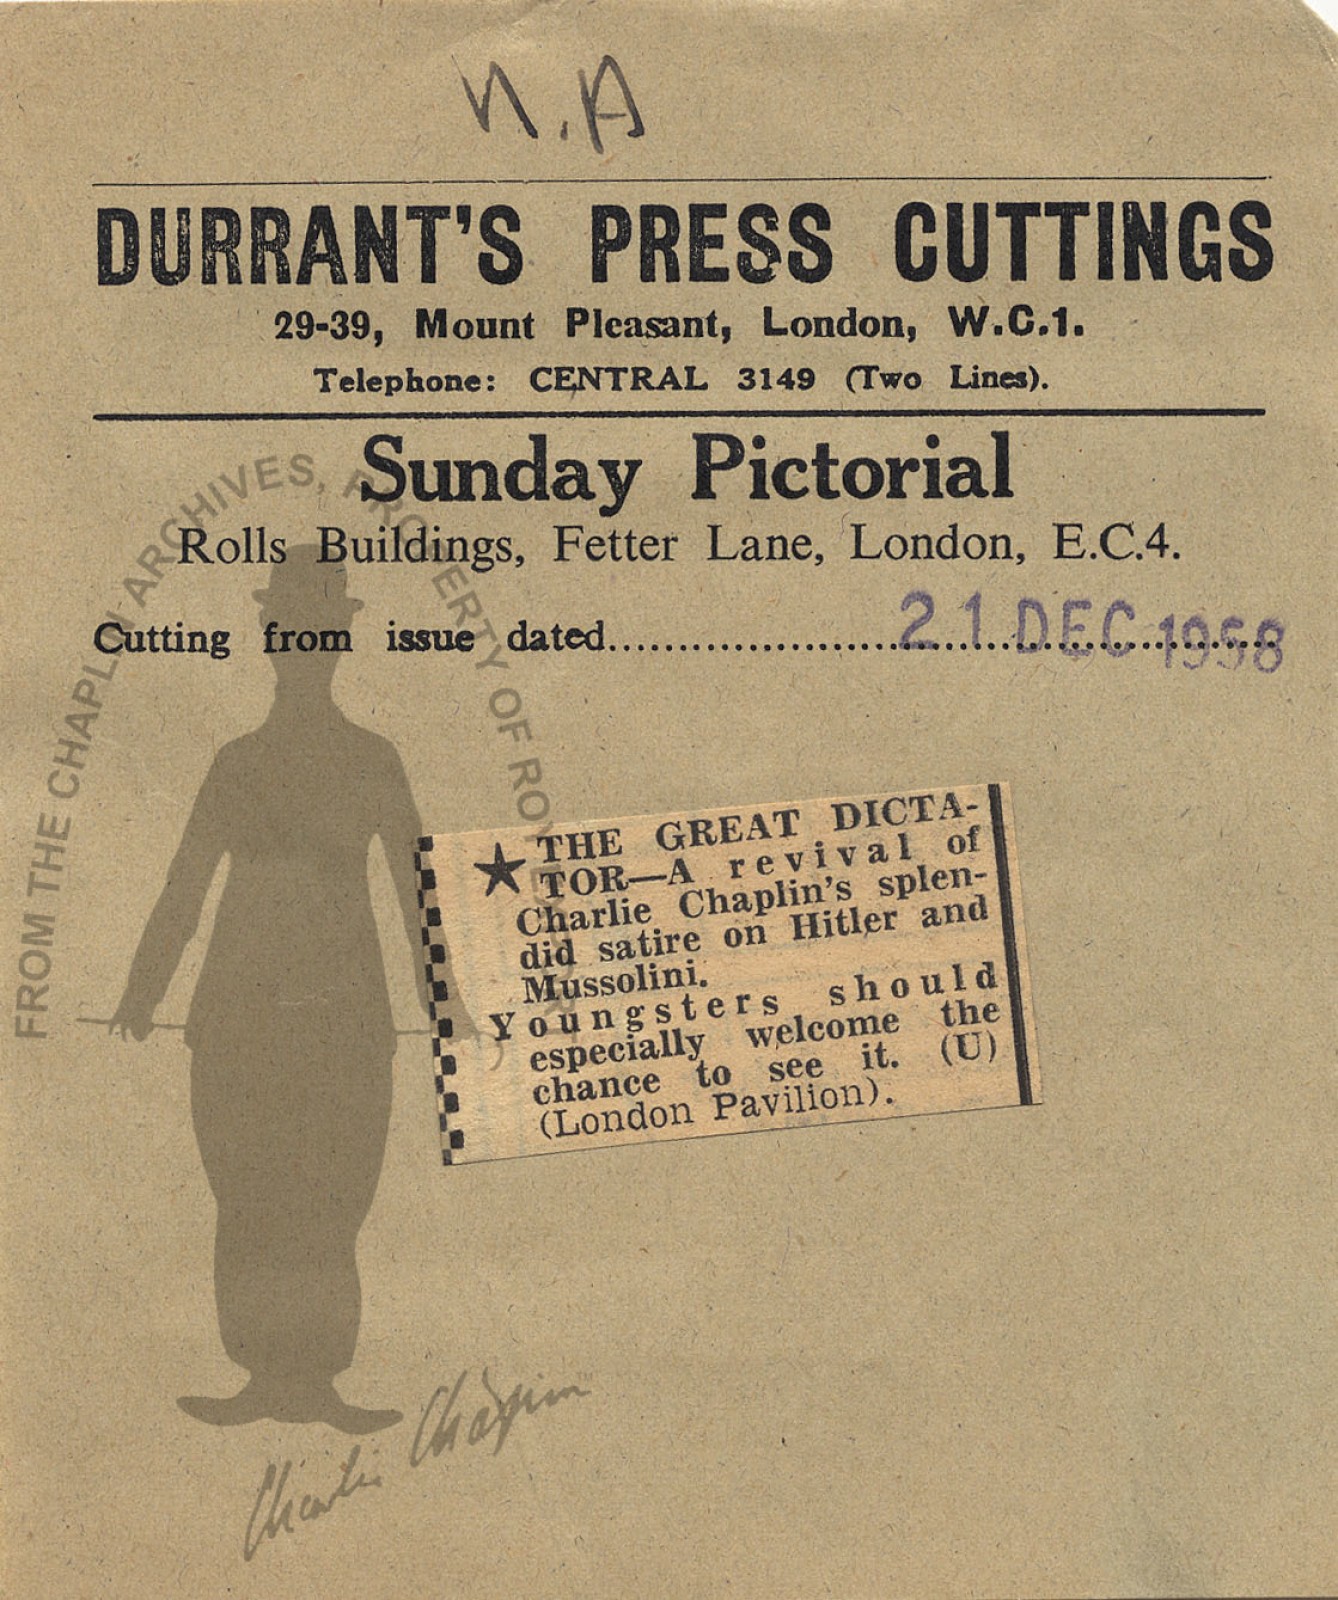 N.A
DURRANT'S PRESS CUTTINGS
29-39, Mount Pleasant, London, W.C.1.
Telephone: CENTRAL 3149 (Two Lines).
Sunday Pictorial
Rolls Buildings, Fetter Lane, London, E.C.4.
Cutting from issue dated........................................ 21 DEC 1958
★ THE GREAT DICTA-
TOR—A revival of
Charlie Chaplin's splen-
did satire on Hitler and
Mussolini.
Youngsters should
especially welcome the
chance to see it. (U)
(London Pavilion).
FROM THE CHAPLIN ARCHIVES, PROPERTY OF ROY
Charlie Chaplin